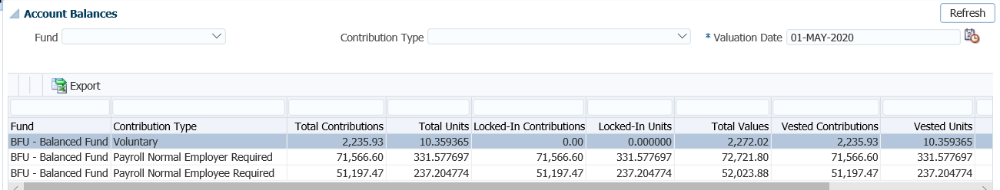 Account Balances
Refresh
Fund Contribution Type * Valuation Date 01-MAY-2020
Export
Fund Contribution Type Total Contributions Total Units Locked-In Contributions Locked-In Units Total Values Vested Contributions Vested Units
BFU - Balanced Fund Voluntary 2,235.93 10.359365 0.00 0.000000 2,272.02 2,235.93 10.359365
BFU - Balanced Fund Payroll Normal Employer Required 71,566.60 331.577697 71,566.60 331.577697 72,721.80 71,566.60 331.577697
BFU - Balanced Fund Payroll Normal Employee Required 51,197.47 237.204774 51,197.47 237.204774 52,023.88 51,197.47 237.204774